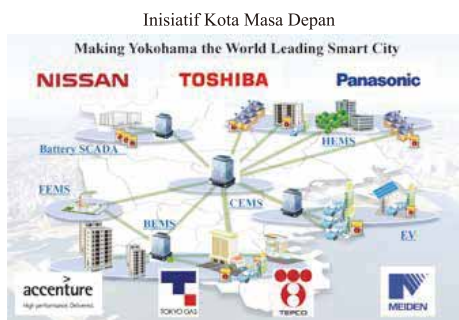 Inisiatif Kota Masa Depan
Making Yokohama the World Leading Smart City
NISSAN
TOSHIBA
Panasonic
Battery SCADA
HEMS
FEMS
CEMS
BEMS
EV
accenture
High performance. Delivered.
TOKYO GAS
TEPCO
MEIDEN